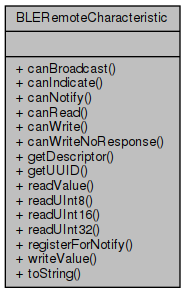 BLERemoteCharacteristic
+ canBroadcast()
+ canIndicate()
+ canNotify()
+ canRead()
+ canWrite()
+ canWriteNoResponse()
+ getDescriptor()
+ getUUID()
+ readValue()
+ readUInt8()
+ readUInt16()
+ readUInt32()
+ registerForNotify()
+ writeValue()
+ toString()